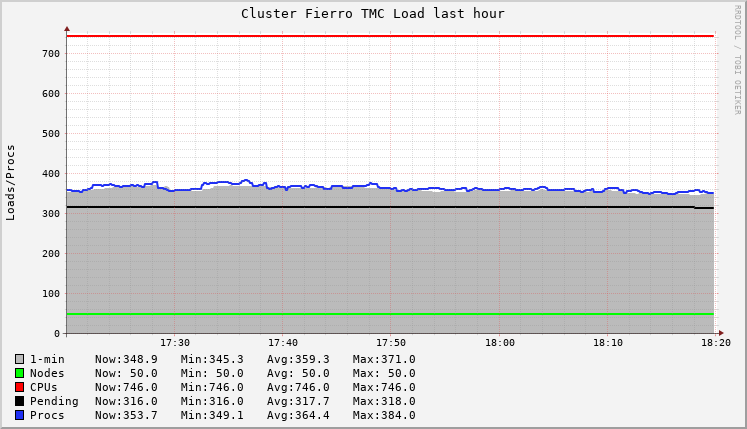 Cluster Fierro TMC Load last hour
RRDTOOL / TOBI OETIKER
Loads/Procs
700
600
500
400
300
200
100
0
17:30 17:40 17:50 18:00 18:10 18:20
1-min Now:348.9 Min:345.3 Avg:359.3 Max:371.0
Nodes Now: 50.0 Min: 50.0 Avg: 50.0 Max: 50.0
CPUs Now:746.0 Min:746.0 Avg:746.0 Max:746.0
Pending Now:316.0 Min:316.0 Avg:317.7 Max:318.0
Procs Now:353.7 Min:349.1 Avg:364.4 Max:384.0